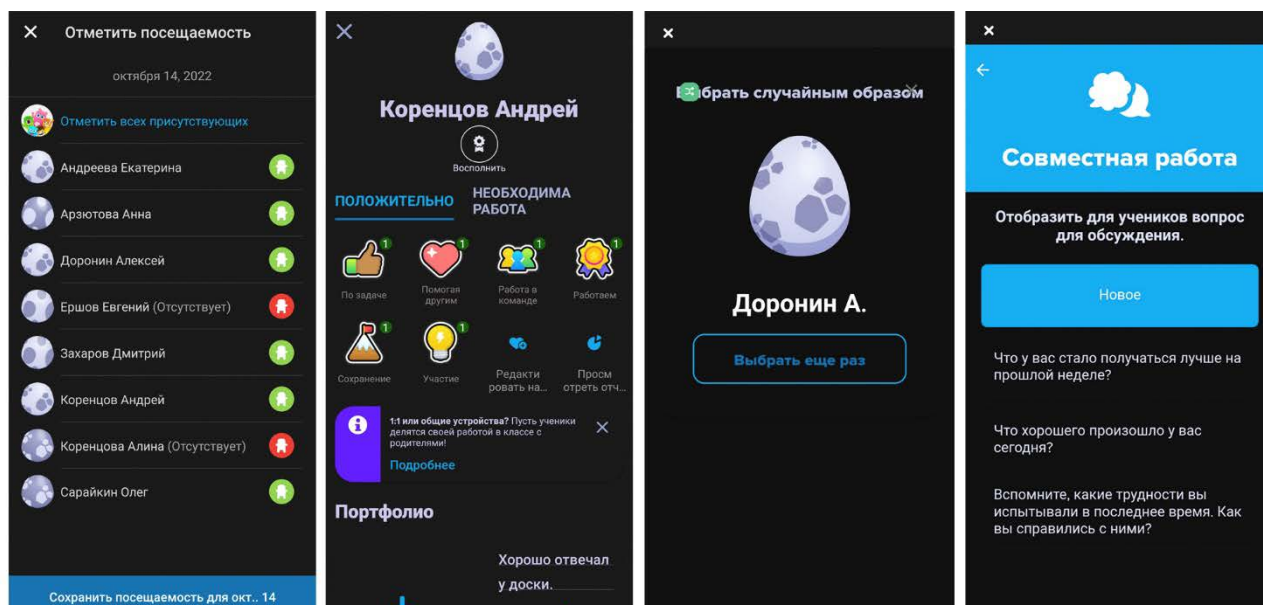 Отметить посещаемость
октября 14, 2022
Отметить всех присутствующих
Андреева Екатерина
Арзютова Анна
Доронин Алексей
Ершов Евгений (Отсутствует)
Захаров Дмитрий
Коренцов Андрей
Коренцова Алина (Отсутствует)
Сарайкин Олег
Сохранить посещаемость для окт.. 14
Коренцов Андрей
Восполнить
ПОЛОЖИТЕЛЬНО
НЕОБХОДИМА
РАБОТА
1 1 1 1
По задаче
Помогая
другим
Работа в
команде
Работаем
1 1
Сохранение
Участие
Редакти
ровать на...
Просм
отреть отч...
1:1 или общие устройства? Пусть ученики
делятся своей работой в классе с
родителями!
Подробнее
Портфолио
Хорошо отвечал
у доски.
брать случайным образом
Доронин А.
Выбрать еще раз
Совместная работа
Отобразить для учеников вопрос
для обсуждения.
Новое
Что у вас стало получаться лучше на
прошлой неделе?
Что хорошего произошло у вас
сегодня?
Вспомните, какие трудности вы
испытывали в последнее время. Как
вы справились с ними?